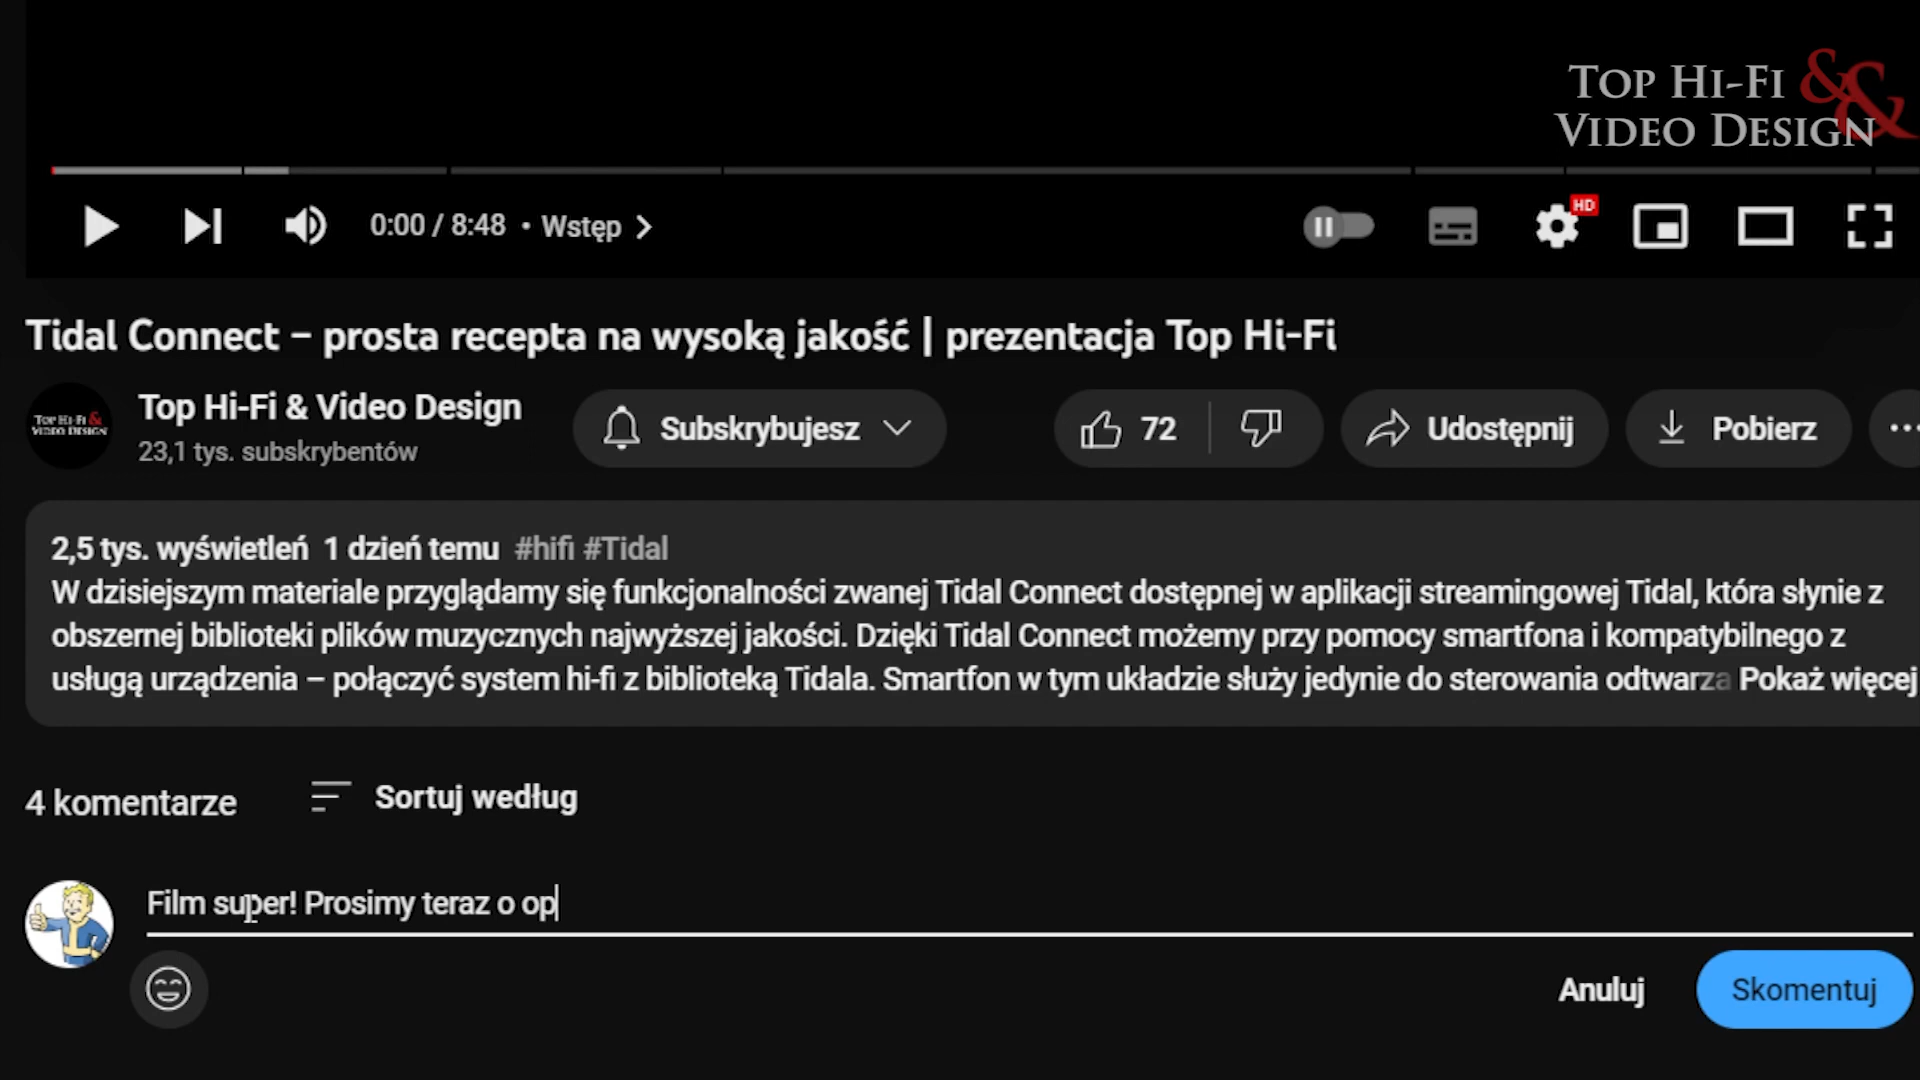 Top Hi-Fi &
Video Design
0:00 / 8:48 • Wstęp
HD
Tidal Connect – prosta recepta na wysoką jakość | prezentacja Top Hi-Fi
Top Hi-Fi &
Video Design
Top Hi-Fi & Video Design
23,1 tys. subskrybentów
Subskrybujesz
72
Udostępnij
Pobierz
2,5 tys. wyświetleń 1 dzień temu #hifi #Tidal
W dzisiejszym materiale przyglądamy się funkcjonalności zwanej Tidal Connect dostępnej w aplikacji streamingowej Tidal, która słynie z
obszernej biblioteki plików muzycznych najwyższej jakości. Dzięki Tidal Connect możemy przy pomocy smartfona i kompatybilnego z
usługą urządzenia – połączyć system hi-fi z biblioteką Tidala. Smartfon w tym układzie służy jedynie do sterowania odtwarza Pokaż więcej
4 komentarze
Sortuj według
Film super! Prosimy teraz o op
Anuluj
Skomentuj